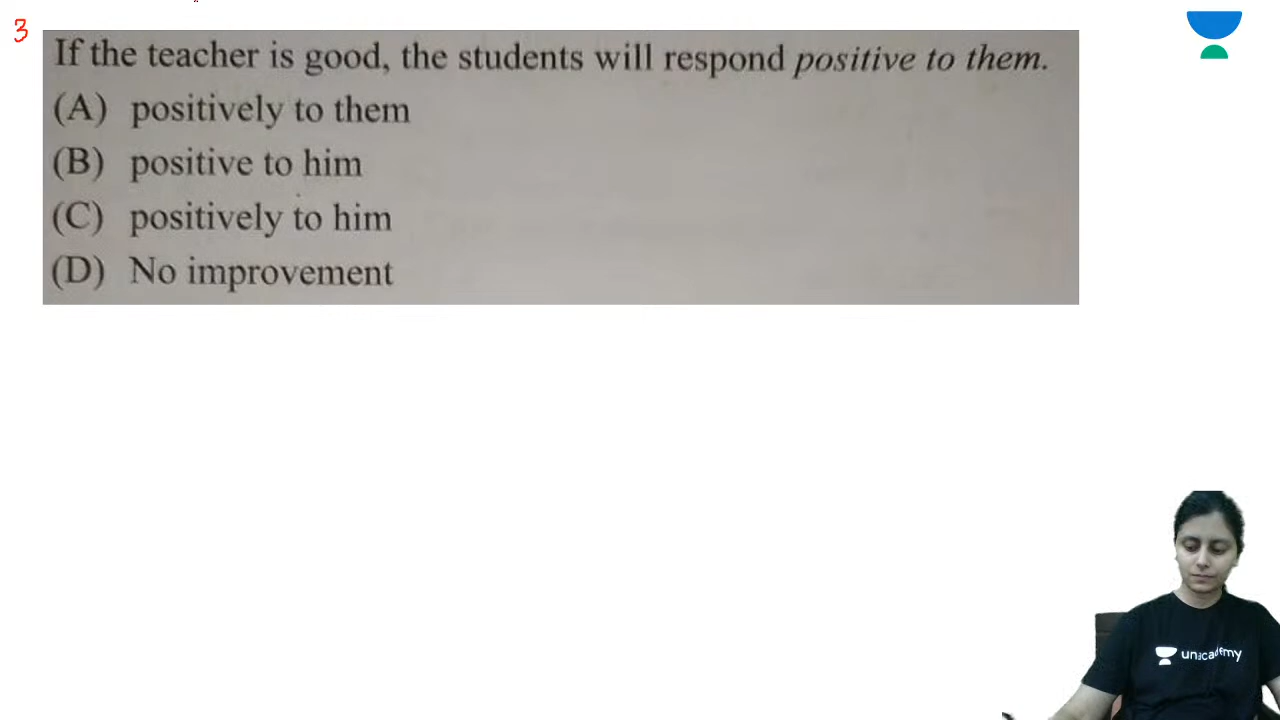 3
If the teacher is good, the students will respond positive to them.
(A) positively to them
(B) positive to him
(C) positively to him
(D) No improvement
unacademy